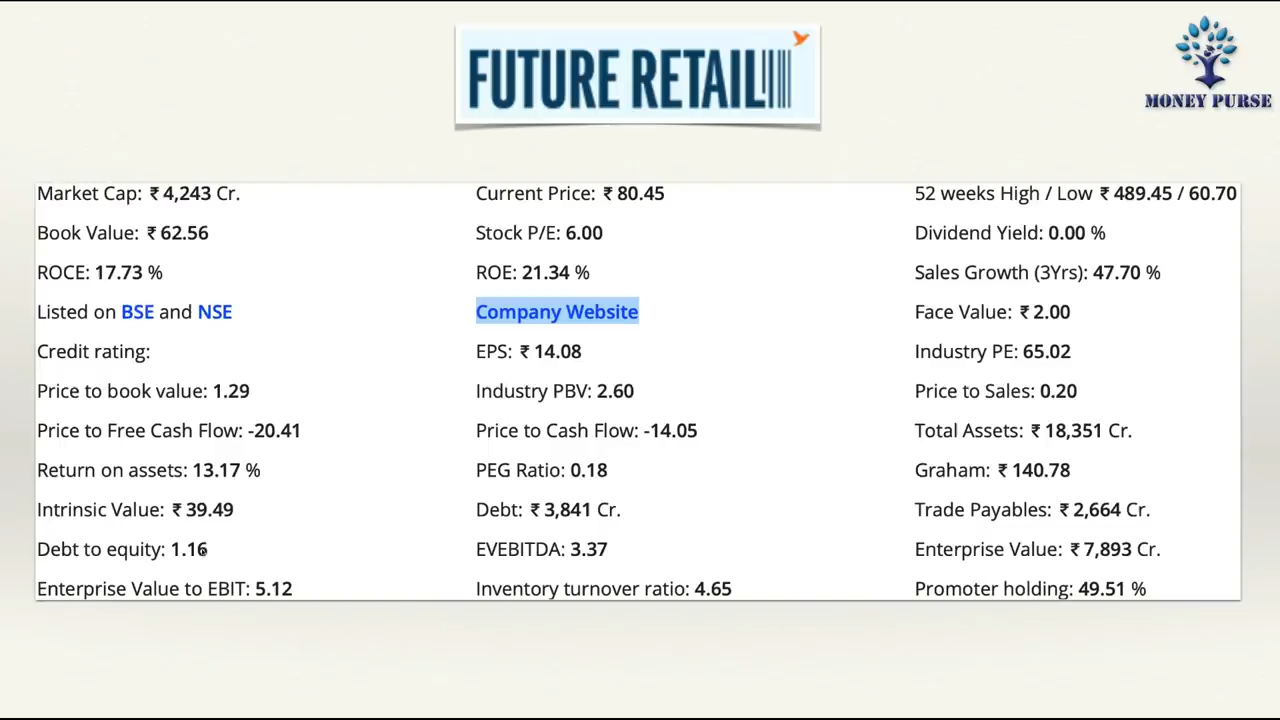 FUTURE RETAIL
MONEY PURSE
Market Cap: ₹ 4,243 Cr. Current Price: ₹ 80.45 52 weeks High / Low ₹ 489.45 / 60.70
Book Value: ₹ 62.56 Stock P/E: 6.00 Dividend Yield: 0.00 %
ROCE: 17.73 % ROE: 21.34 % Sales Growth (3Yrs): 47.70 %
Listed on BSE and NSE Company Website Face Value: ₹ 2.00
Credit rating: EPS: ₹ 14.08 Industry PE: 65.02
Price to book value: 1.29 Industry PBV: 2.60 Price to Sales: 0.20
Price to Free Cash Flow: -20.41 Price to Cash Flow: -14.05 Total Assets: ₹ 18,351 Cr.
Return on assets: 13.17 % PEG Ratio: 0.18 Graham: ₹ 140.78
Intrinsic Value: ₹ 39.49 Debt: ₹ 3,841 Cr. Trade Payables: ₹ 2,664 Cr.
Debt to equity: 1.16 EVEBITDA: 3.37 Enterprise Value: ₹ 7,893 Cr.
Enterprise Value to EBIT: 5.12 Inventory turnover ratio: 4.65 Promoter holding: 49.51 %